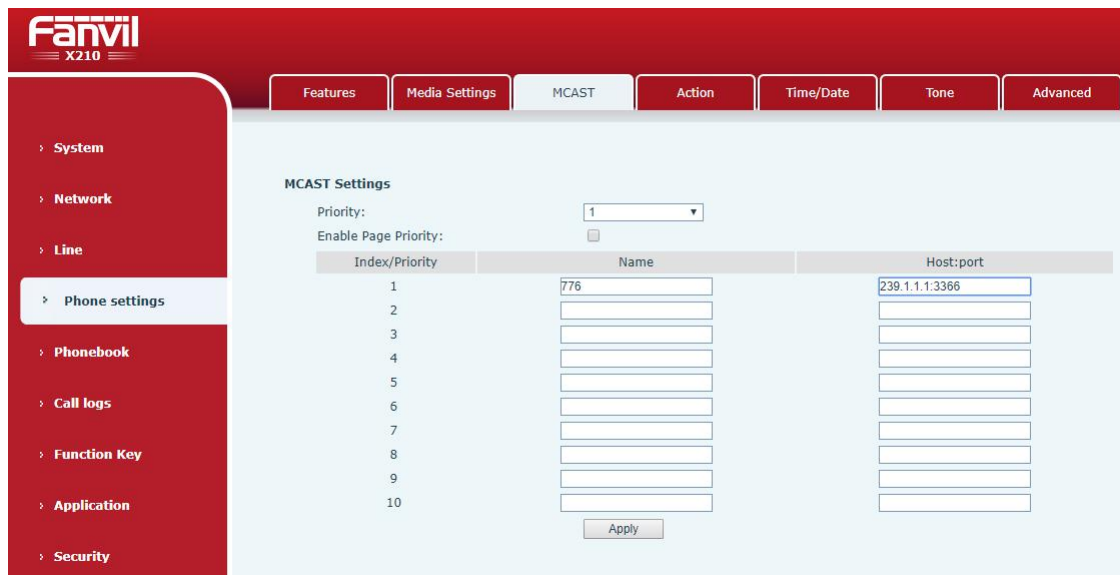 Fanvil
X210
Features Media Settings MCAST Action Time/Date Tone Advanced
› System
› Network
› Line
› Phone settings
› Phonebook
› Call logs
› Function Key
› Application
› Security
MCAST Settings
Priority: 1
Enable Page Priority:
Index/Priority Name Host:port
1 776 239.1.1.1:3366
2
3
4
5
6
7
8
9
10
Apply